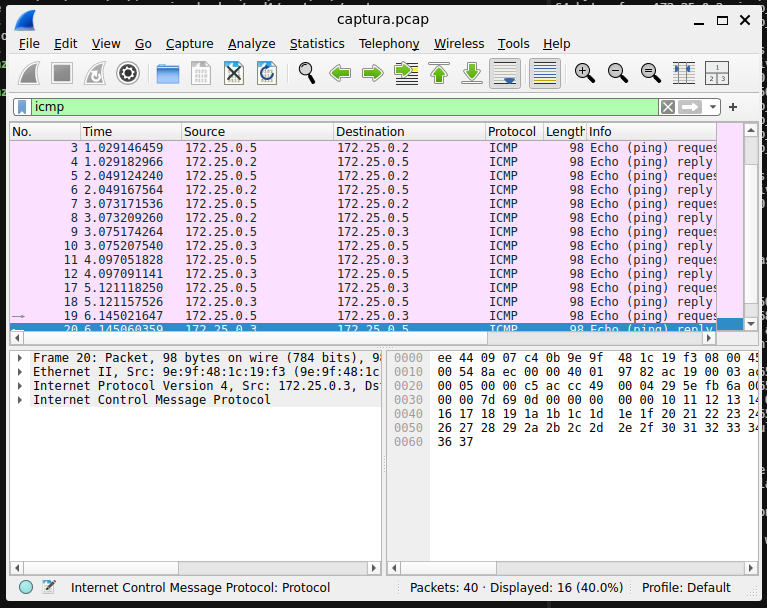 captura.pcap
File Edit View Go Capture Analyze Statistics Telephony Wireless Tools Help
icmp
No. Time Source Destination Protocol Length Info
3 1.029146459 172.25.0.5 172.25.0.2 ICMP 98 Echo (ping) reques
4 1.029182966 172.25.0.2 172.25.0.5 ICMP 98 Echo (ping) reply
5 2.049124240 172.25.0.5 172.25.0.2 ICMP 98 Echo (ping) reques
6 2.049167564 172.25.0.2 172.25.0.5 ICMP 98 Echo (ping) reply
7 3.073171536 172.25.0.5 172.25.0.2 ICMP 98 Echo (ping) reques
8 3.073209260 172.25.0.2 172.25.0.5 ICMP 98 Echo (ping) reply
9 3.075174264 172.25.0.5 172.25.0.3 ICMP 98 Echo (ping) reques
10 3.075207540 172.25.0.3 172.25.0.5 ICMP 98 Echo (ping) reply
11 4.097051828 172.25.0.5 172.25.0.3 ICMP 98 Echo (ping) reques
12 4.097091141 172.25.0.3 172.25.0.5 ICMP 98 Echo (ping) reply
17 5.121118250 172.25.0.5 172.25.0.3 ICMP 98 Echo (ping) reques
18 5.121157526 172.25.0.3 172.25.0.5 ICMP 98 Echo (ping) reply
19 6.145021647 172.25.0.5 172.25.0.3 ICMP 98 Echo (ping) reques
20 6.145060359 172.25.0.3 172.25.0.5 ICMP 98 Echo (ping) reply
Frame 20: Packet, 98 bytes on wire (784 bits), 98
Ethernet II, Src: 9e:9f:48:1c:19:f3 (9e:9f:48:1c
Internet Protocol Version 4, Src: 172.25.0.3, Ds
Internet Control Message Protocol
0000 ee 44 09 07 c4 0b 9e 9f 48 1c 19 f3 08 00 45
0010 00 54 8a ec 00 00 40 01 97 82 ac 19 00 03 ac
0020 00 05 00 00 c5 ac cc 49 00 04 29 5e fb 6a 00
0030 00 00 7d 69 0d 00 00 00 00 00 10 11 12 13 14
0040 16 17 18 19 1a 1b 1c 1d 1e 1f 20 21 22 23 24
0050 26 27 28 29 2a 2b 2c 2d 2e 2f 30 31 32 33 34
0060 36 37
Internet Control Message Protocol: Protocol Packets: 40 · Displayed: 16 (40.0%) Profile: Default